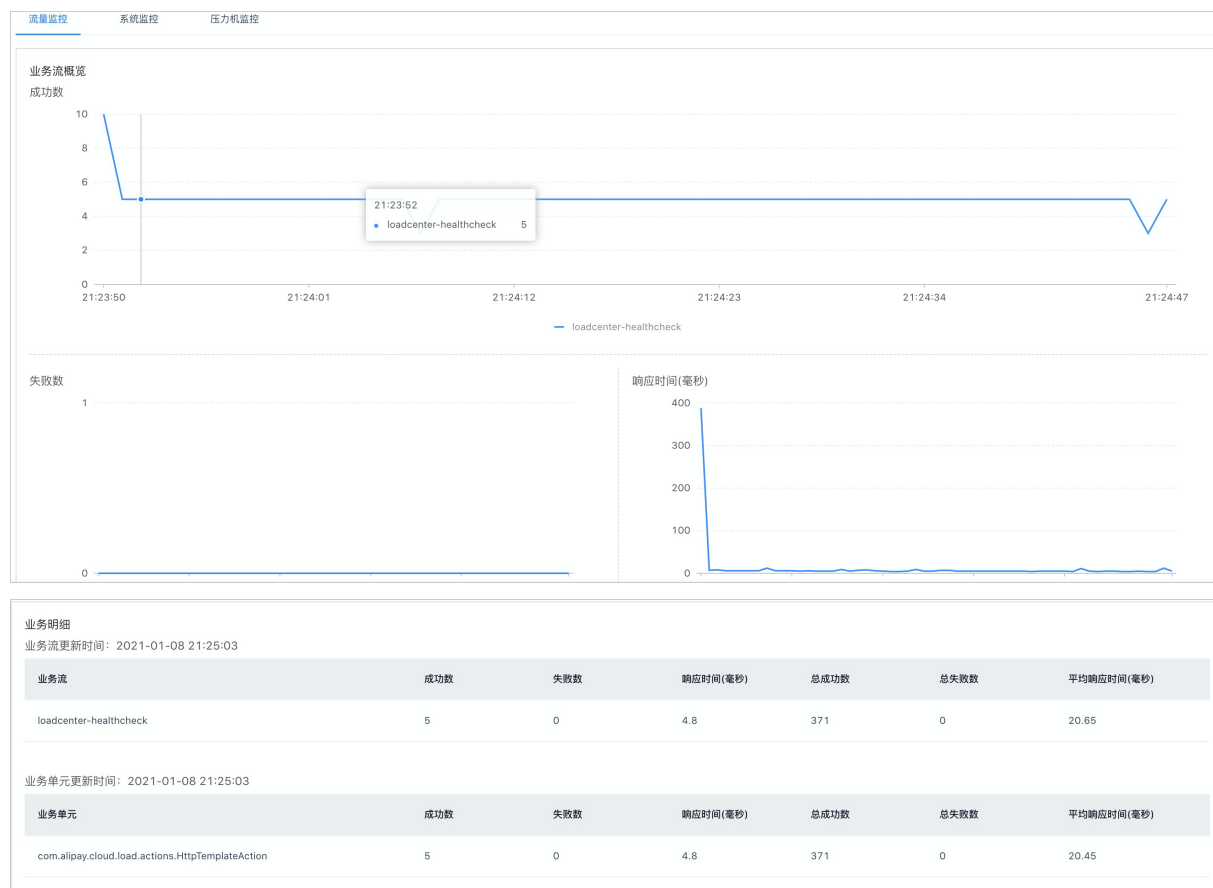 流量监控 系统监控 压力机监控
业务流概览
成功数
10
8
6
4
2
0
21:23:52
loadcenter-healthcheck 5
21:23:50 21:24:01 21:24:12 21:24:23 21:24:34 21:24:47
loadcenter-healthcheck
失败数
1
0
响应时间(毫秒)
400
300
200
100
0
业务明细
业务流更新时间：2021-01-08 21:25:03
业务流 成功数 失败数 响应时间(毫秒) 总成功数 总失败数 平均响应时间(毫秒)
loadcenter-healthcheck 5 0 4.8 371 0 20.65
业务单元更新时间：2021-01-08 21:25:03
业务单元 成功数 失败数 响应时间(毫秒) 总成功数 总失败数 平均响应时间(毫秒)
com.alipay.cloud.load.actions.HttpTemplateAction 5 0 4.8 371 0 20.45